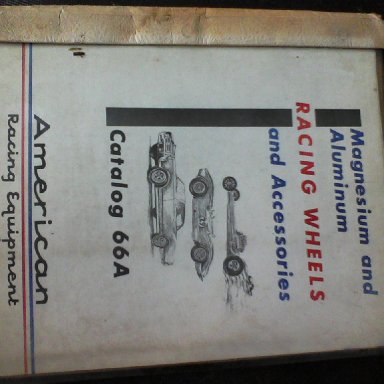 Magnesium and
Aluminum
RACING WHEELS
and Accessories
Catalog 66A
American
Racing Equipment